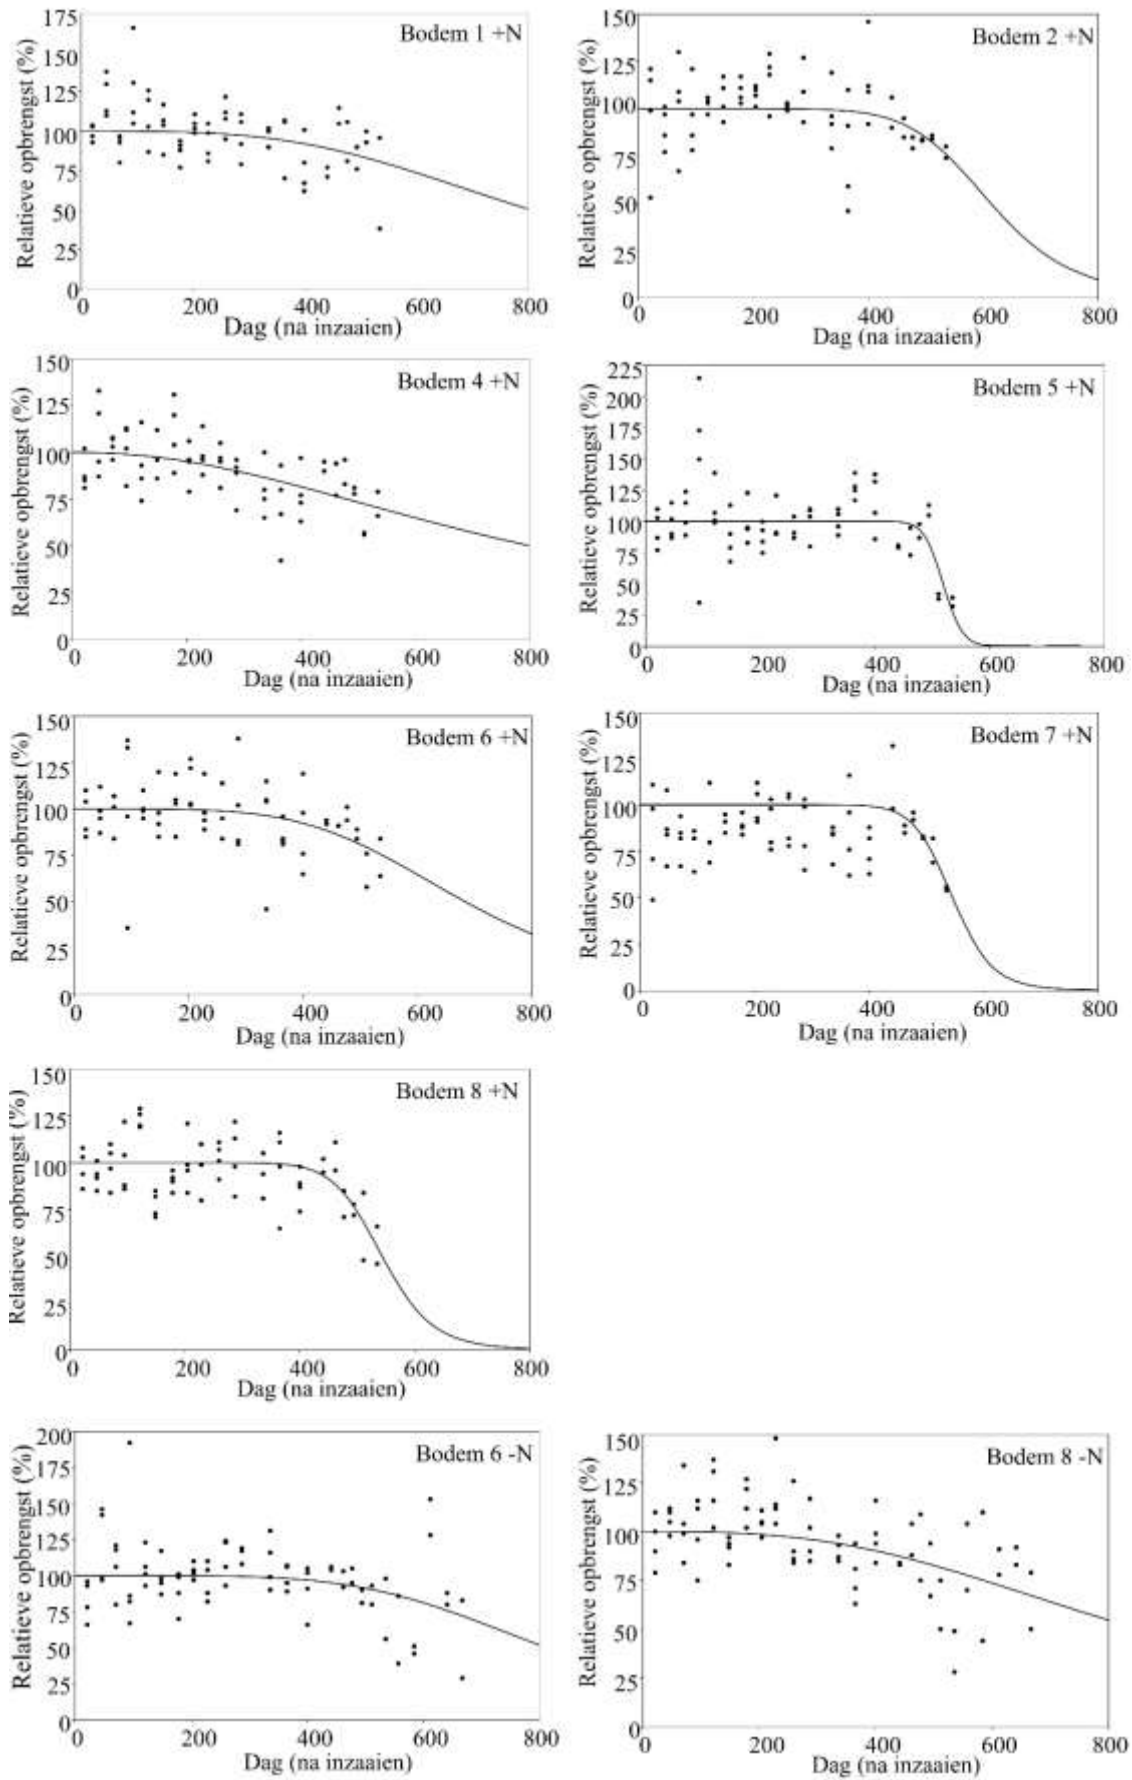 Bodem 1 +N
Relatieve opbrengst (%)
175
150
125
100
75
50
25
0
0 200 400 600 800
Dag (na inzaaien)
Bodem 2 +N
Relatieve opbrengst (%)
150
125
100
75
50
25
0
0 200 400 600 800
Dag (na inzaaien)
Bodem 4 +N
Relatieve opbrengst (%)
150
125
100
75
50
25
0
0 200 400 600 800
Dag (na inzaaien)
Bodem 5 +N
Relatieve opbrengst (%)
225
200
175
150
125
100
75
50
25
0
0 200 400 600 800
Dag (na inzaaien)
Bodem 6 +N
Relatieve opbrengst (%)
150
125
100
75
50
25
0
0 200 400 600 800
Dag (na inzaaien)
Bodem 7 +N
Relatieve opbrengst (%)
150
125
100
75
50
25
0
0 200 400 600 800
Dag (na inzaaien)
Bodem 8 +N
Relatieve opbrengst (%)
150
125
100
75
50
25
0
0 200 400 600 800
Dag (na inzaaien)
Bodem 6 -N
Relatieve opbrengst (%)
200
175
150
125
100
75
50
25
0
0 200 400 600 800
Dag (na inzaaien)
Bodem 8 -N
Relatieve opbrengst (%)
150
125
100
75
50
25
0
0 200 400 600 800
Dag (na inzaaien)